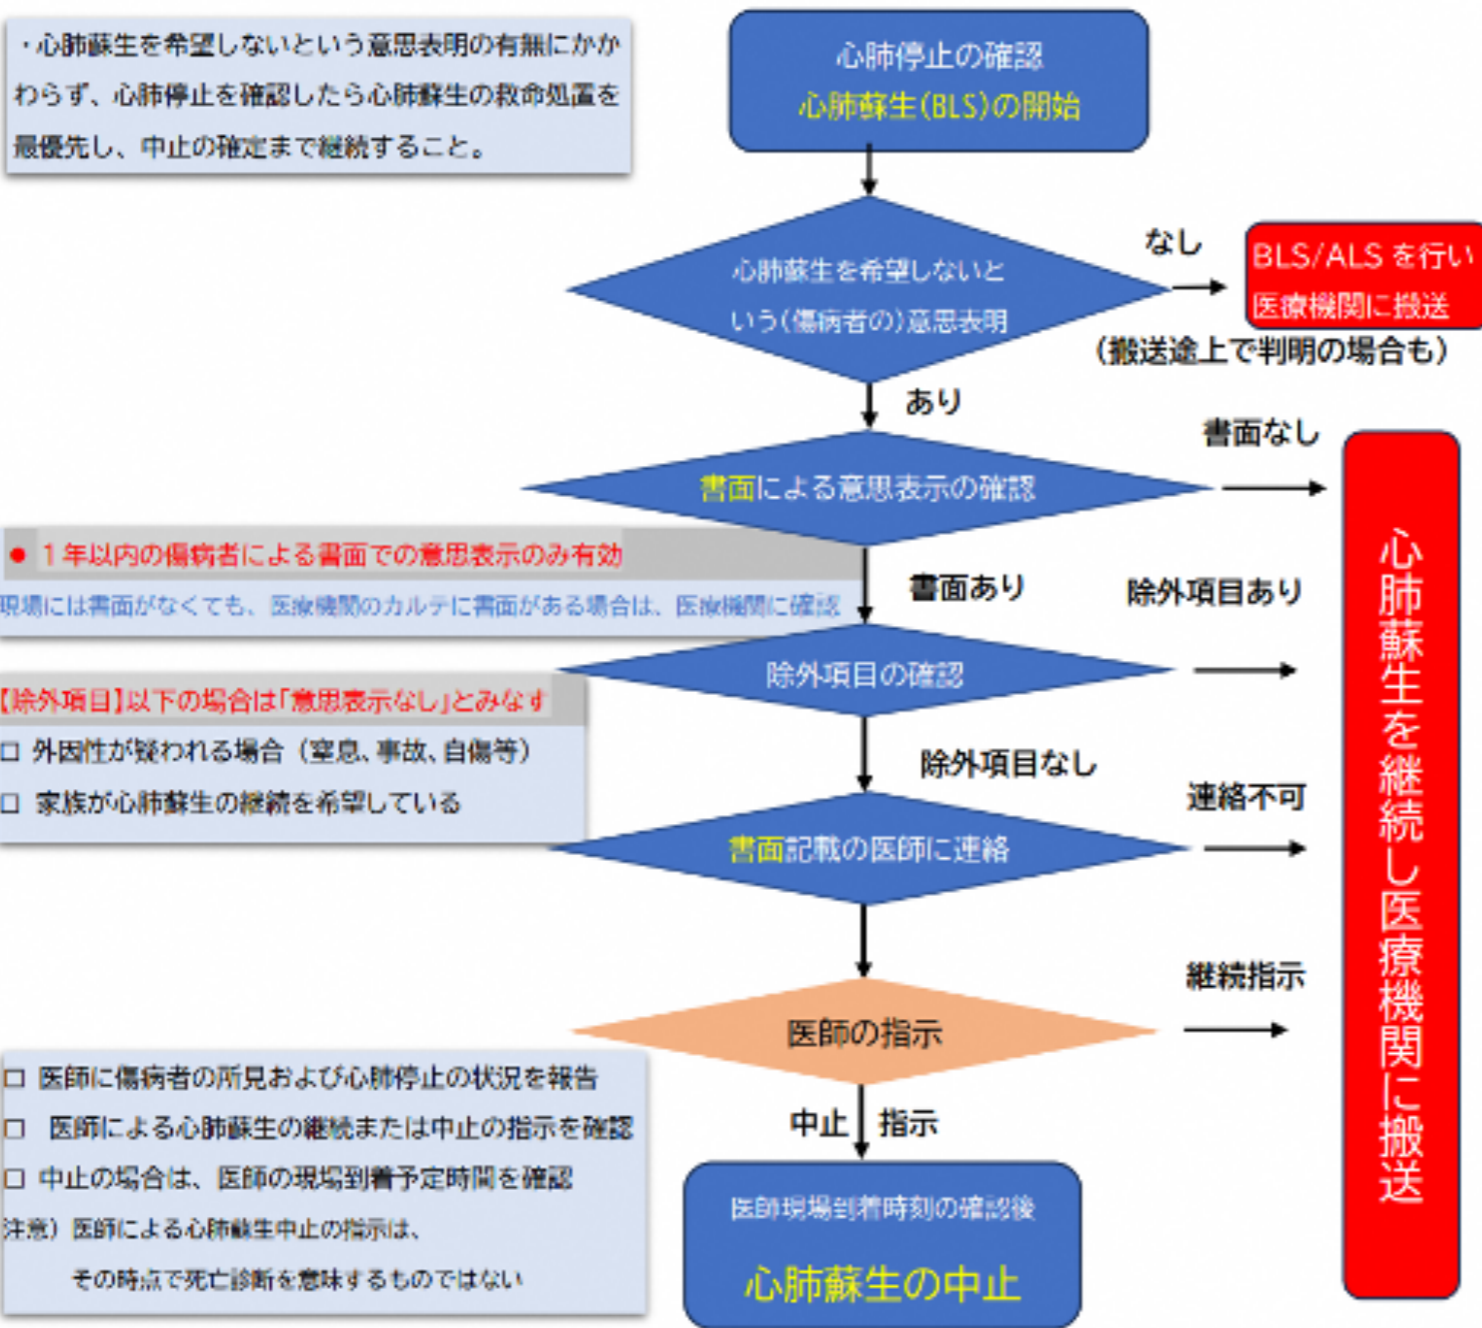 ・心肺蘇生を希望しないという意思表明の有無にかか
わらず、心肺停止を確認したら心肺蘇生の救命処置を
最優先し、中止の確定まで継続すること。
心肺停止の確認
心肺蘇生(BLS)の開始
心肺蘇生を希望しないと
いう(傷病者の)意思表明
なし
BLS/ALS を行い
医療機関に搬送
(搬送途上で判明の場合も)
あり
書面による意思表示の確認
書面なし
● 1年以内の傷病者による書面での意思表示のみ有効
現場には書面がなくても、医療機関のカルテに書面がある場合は、医療機関に確認
書面あり
除外項目あり
除外項目の確認
【除外項目】以下の場合は「意思表示なし」とみなす
□ 外因性が疑われる場合（窒息、事故、自傷等）
□ 家族が心肺蘇生の継続を希望している
除外項目なし
連絡不可
書面記載の医師に連絡
継続指示
医師の指示
□ 医師に傷病者の所見および心肺停止の状況を報告
□ 医師による心肺蘇生の継続または中止の指示を確認
□ 中止の場合は、医師の現場到着予定時間を確認
注意）医師による心肺蘇生中止の指示は、
その時点で死亡診断を意味するものではない
中止 指示
医師現場到着時刻の確認後
心肺蘇生の中止
心肺蘇生を継続し医療機関に搬送